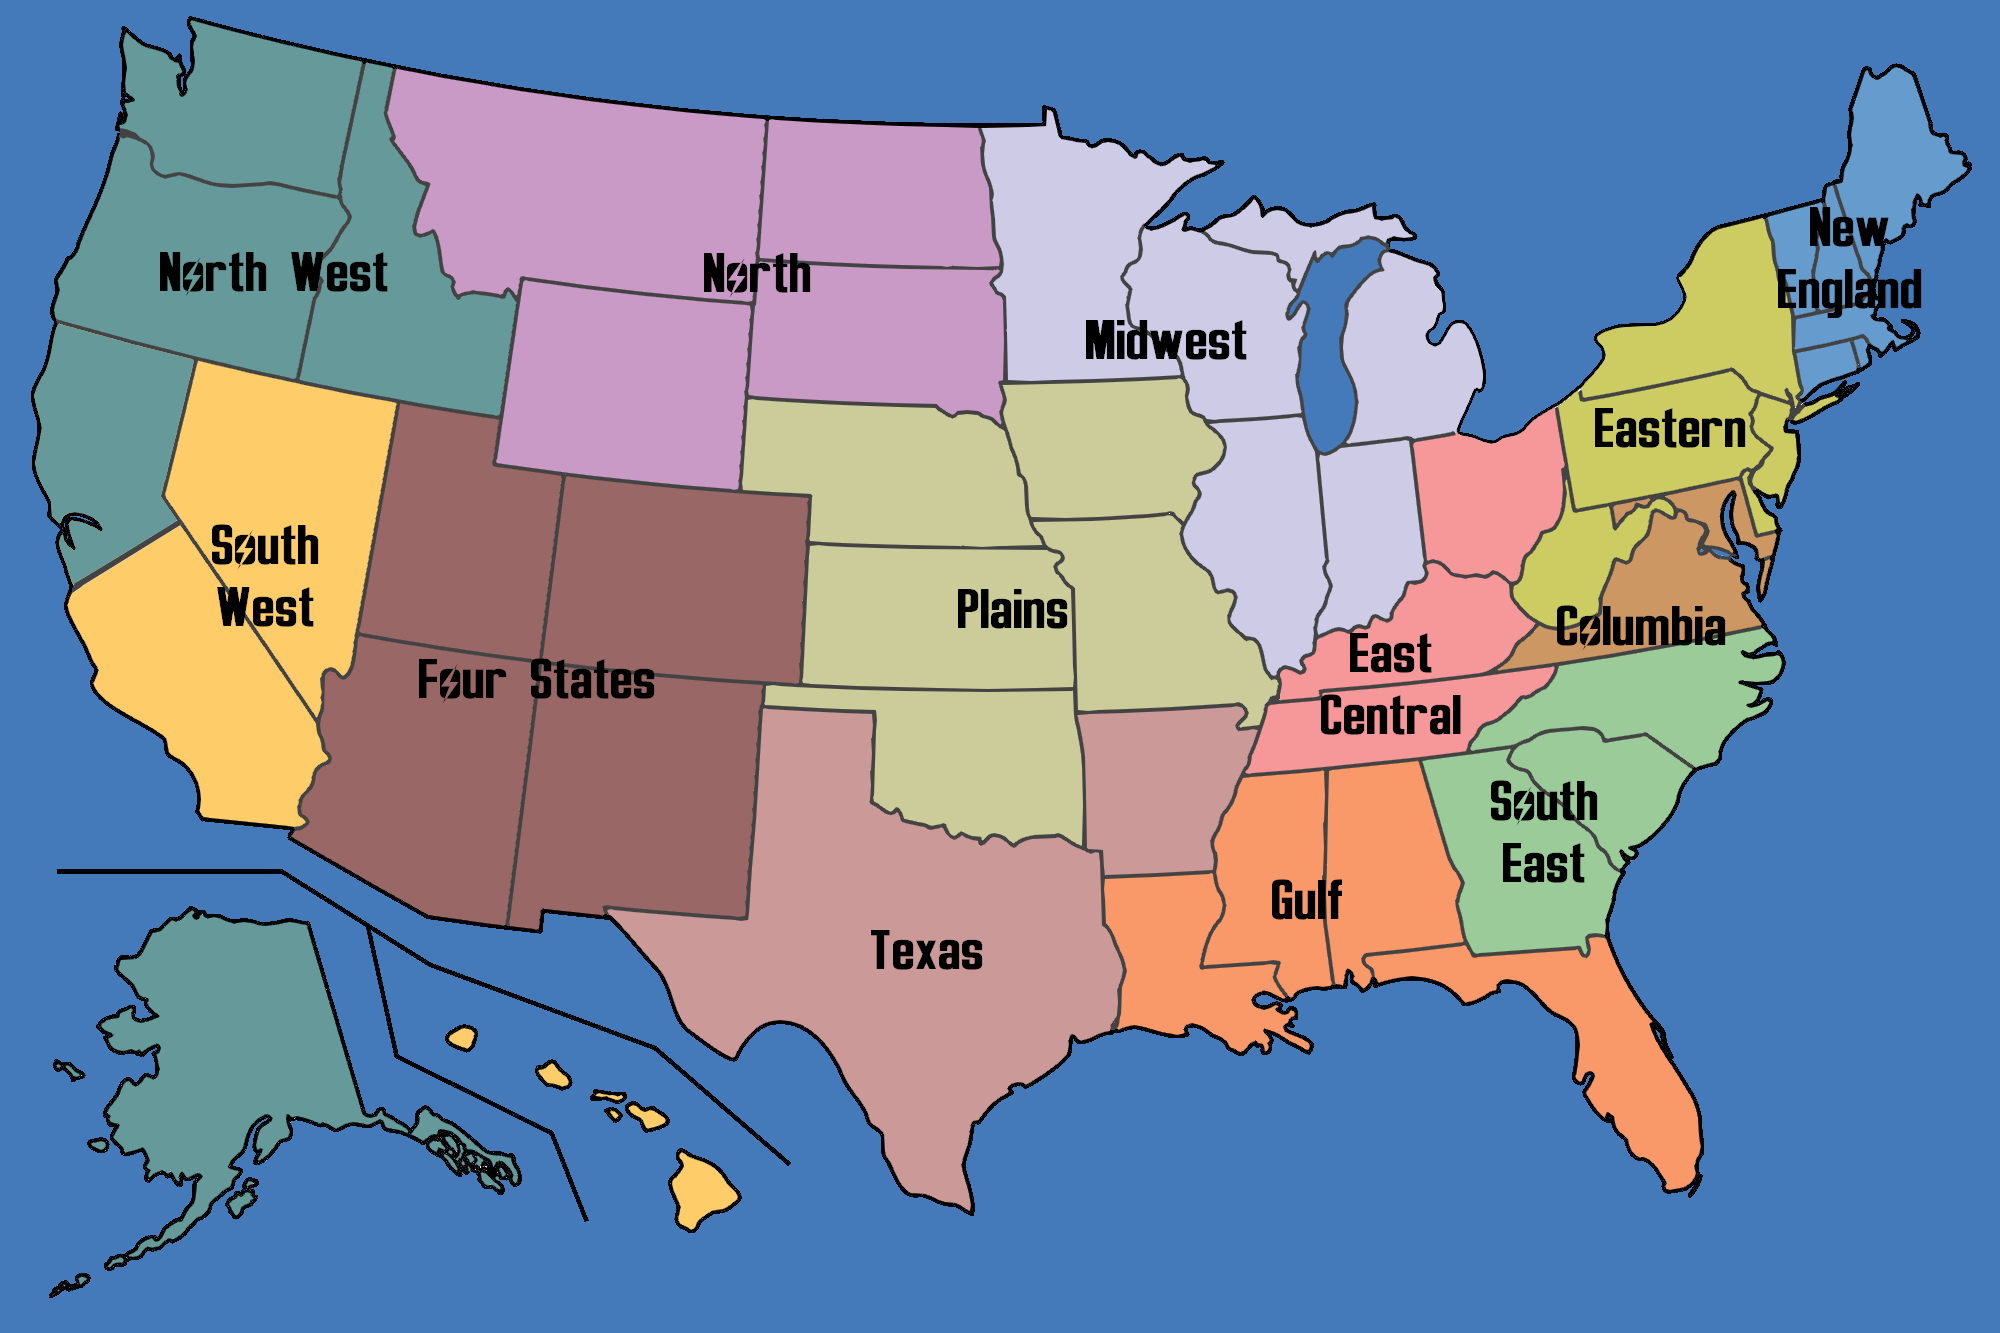 New
England
North West
North
Midwest
Eastern
South
West
Plains
Columbia
East
Central
Four States
South
East
Gulf
Texas